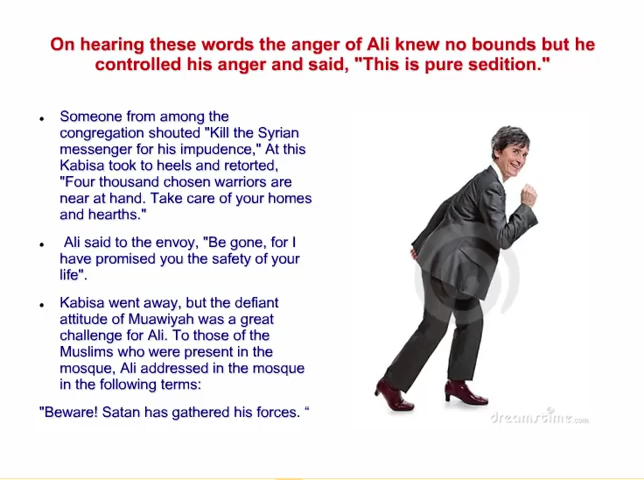 On hearing these words the anger of Ali knew no bounds but he
controlled his anger and said, "This is pure sedition."
• Someone from among the
congregation shouted "Kill the Syrian
messenger for his impudence," At this
Kabisa took to heels and retorted,
"Four thousand chosen warriors are
near at hand. Take care of your homes
and hearths."
• Ali said to the envoy, "Be gone, for I
have promised you the safety of your
life".
• Kabisa went away, but the defiant
attitude of Muawiyah was a great
challenge for Ali. To those of the
Muslims who were present in the
mosque, Ali addressed in the mosque
in the following terms:
"Beware! Satan has gathered his forces. “
dreamstime.com